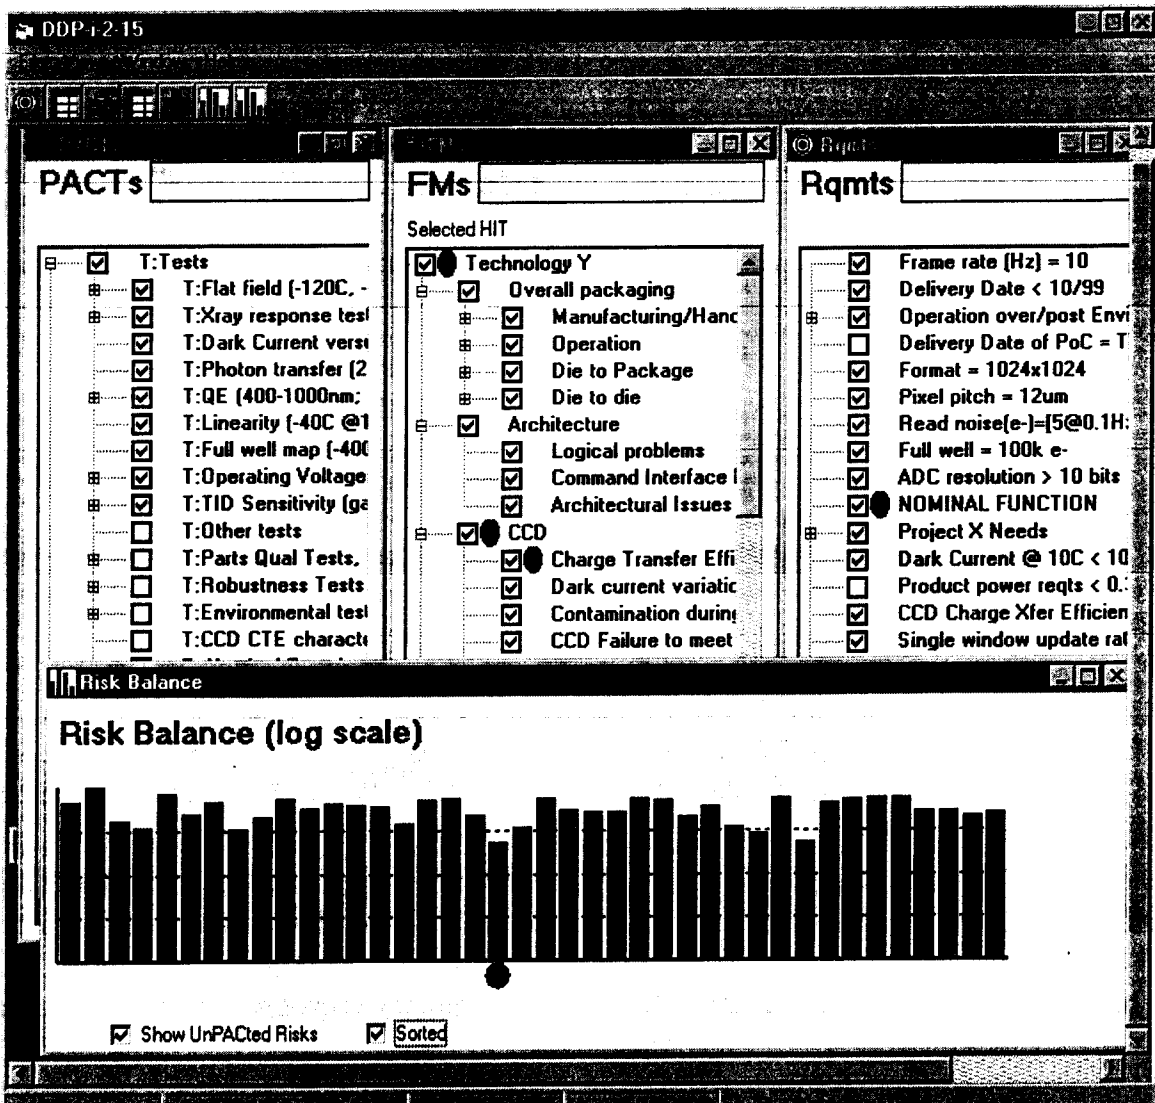 DDP-i-2-15
PACTs
T:Tests
T:Flat field (-120C, -
T:Xray response test
T:Dark Current versu
T:Photon transfer (2
T:QE (400-1000nm;
T:Linearity (-40C @1
T:Full well map (-400
T:Operating Voltage
T:TID Sensitivity (ga
T:Other tests
T:Parts Qual Tests,
T:Robustness Tests
T:Environmental test
T:CCD CTE characte
FMs
Selected HIT
Technology Y
Overall packaging
Manufacturing/Hand
Operation
Die to Package
Die to die
Architecture
Logical problems
Command Interface
Architectural Issues
CCD
Charge Transfer Effi
Dark current variatic
Contamination during
CCD Failure to meet
Rqmts
Rqmts
Frame rate (Hz) = 10
Delivery Date < 10/99
Operation over/post Envi
Delivery Date of PoC = T
Format = 1024x1024
Pixel pitch = 12um
Read noise(e-)=[5@0.1H:
Full well = 100k e-
ADC resolution > 10 bits
NOMINAL FUNCTION
Project X Needs
Dark Current @ 10C < 10
Product power reqts < 0.
CCD Charge Xfer Efficien
Single window update rat
Risk Balance
Risk Balance (log scale)
Show UnPACted Risks
Sorted